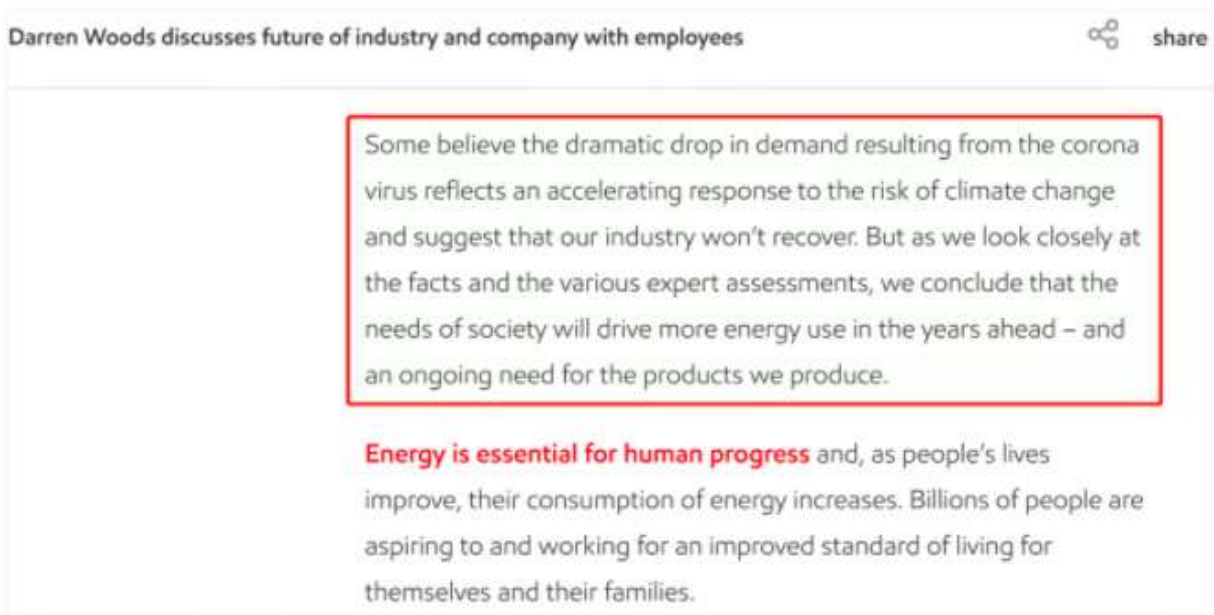 Darren Woods discusses future of industry and company with employees
share
Some believe the dramatic drop in demand resulting from the corona
virus reflects an accelerating response to the risk of climate change
and suggest that our industry won't recover. But as we look closely at
the facts and the various expert assessments, we conclude that the
needs of society will drive more energy use in the years ahead – and
an ongoing need for the products we produce.
Energy is essential for human progress and, as people's lives
improve, their consumption of energy increases. Billions of people are
aspiring to and working for an improved standard of living for
themselves and their families.